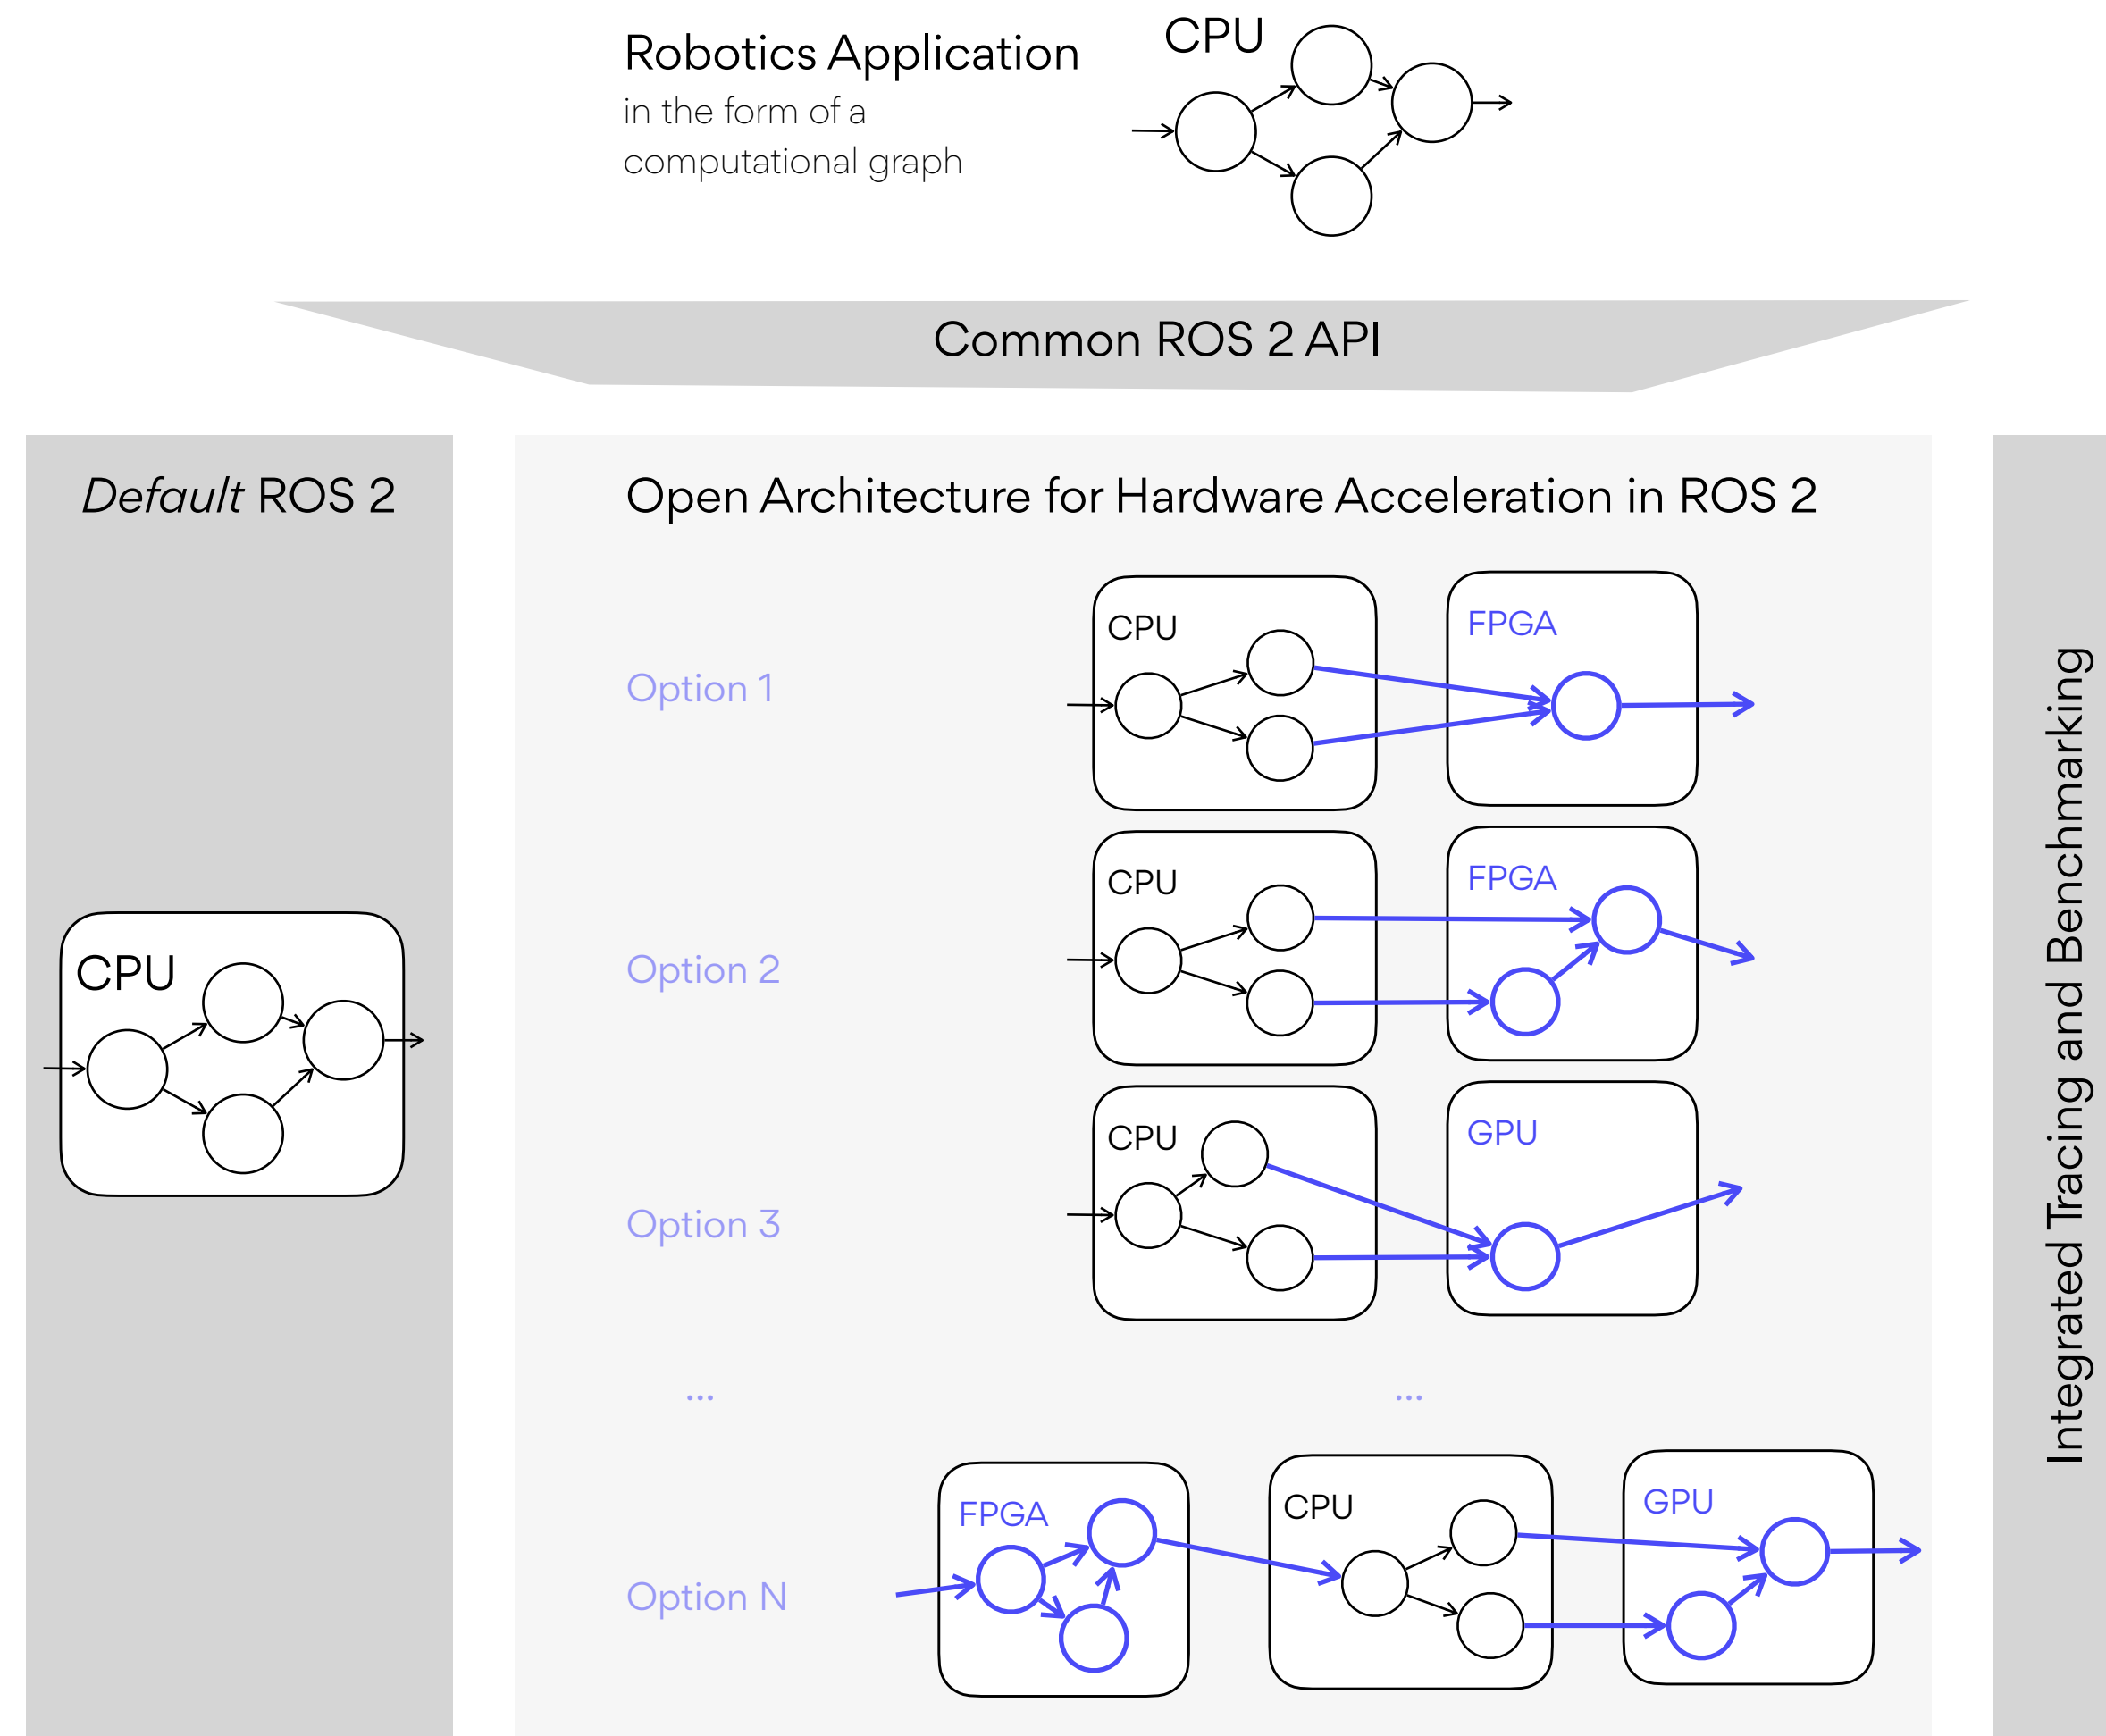 Robotics Application
in the form of a
computational graph
CPU
Common ROS 2 API
Default ROS 2
CPU
Open Architecture for Hardware Acceleration in ROS 2
Option 1
CPU
FPGA
Option 2
CPU
FPGA
Option 3
CPU
GPU
... ...
Option N
FPGA
CPU
GPU
Integrated Tracing and Benchmarking